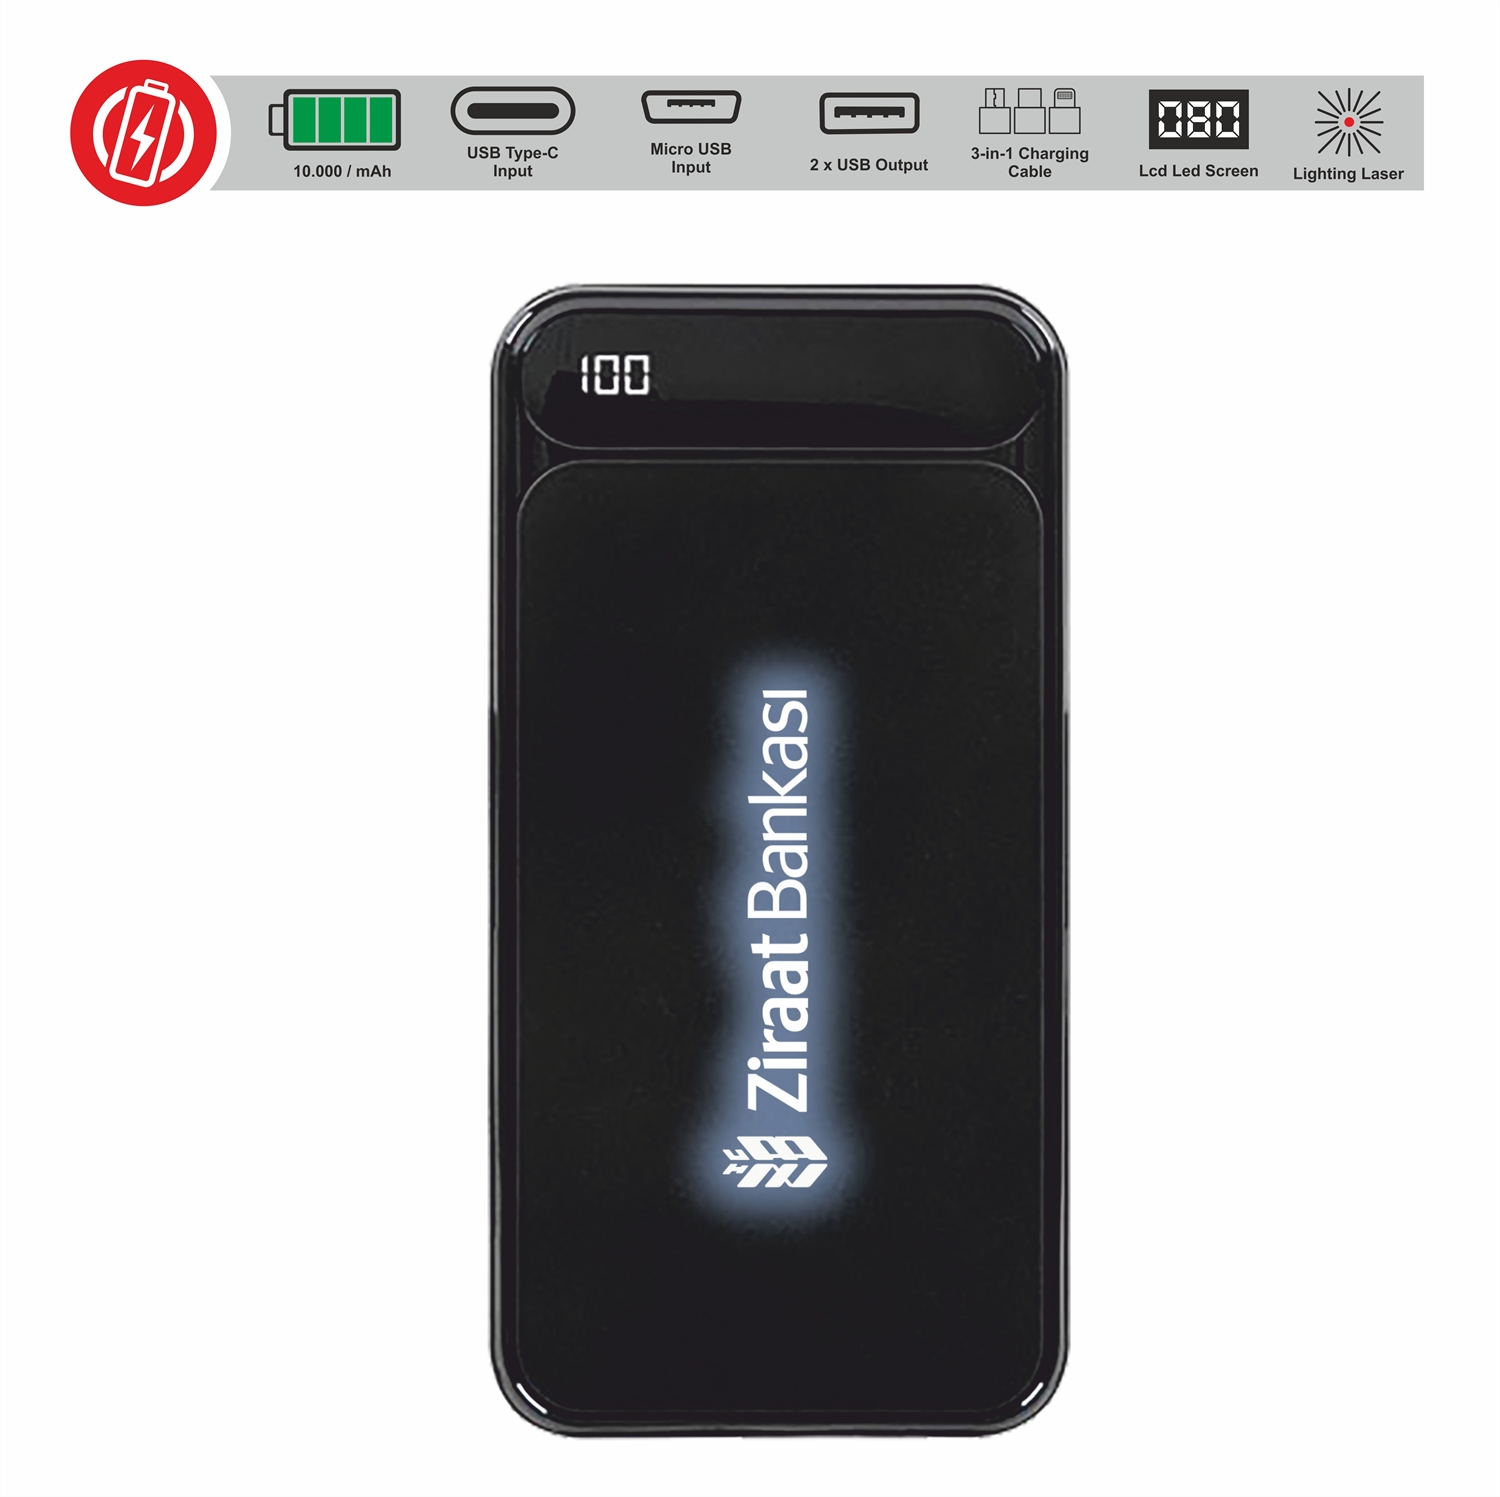 10.000 / mAh
USB Type-C
Input
Micro USB
Input
2 x USB Output
3-in-1 Charging
Cable
080
Lcd Led Screen
Lighting Laser
100
Ziraat Bankası